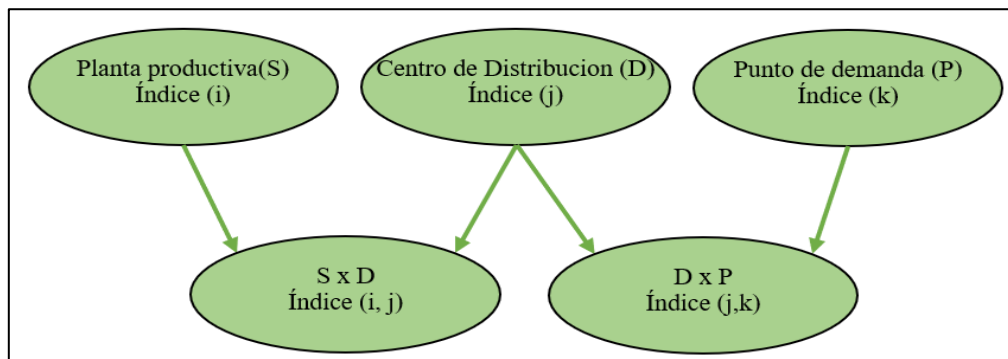 Planta productiva(S)
Índice (i)
Centro de Distribucion (D)
Índice (j)
Punto de demanda (P)
Índice (k)
S x D
Índice (i, j)
D x P
Índice (j,k)